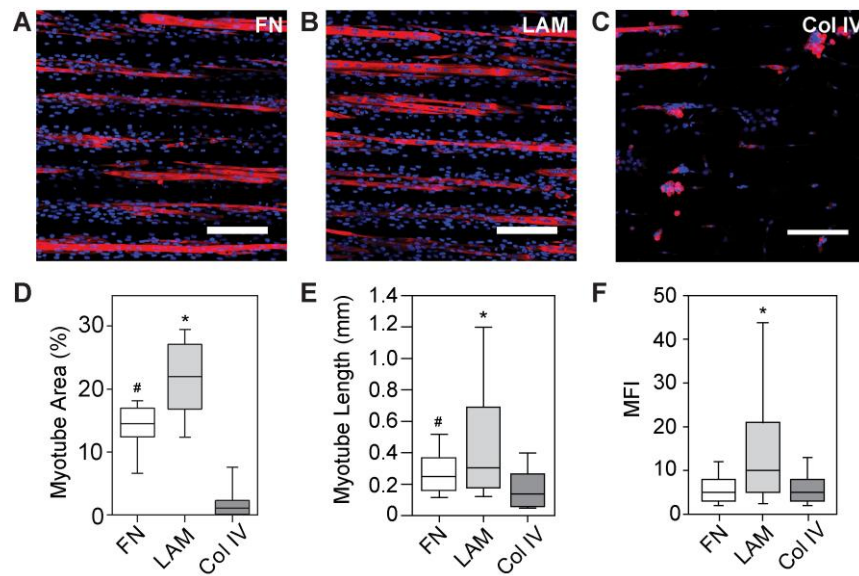 A
FN
B
LAM
C
Col IV
D
Myotube Area (%)
30
20
10
0
#
*
FN
LAM
Col IV
E
Myotube Length (mm)
1.4
1.2
1.0
0.8
0.6
0.4
0.2
0
#
*
FN
LAM
Col IV
F
MFI
50
40
30
20
10
0
*
FN
LAM
Col IV